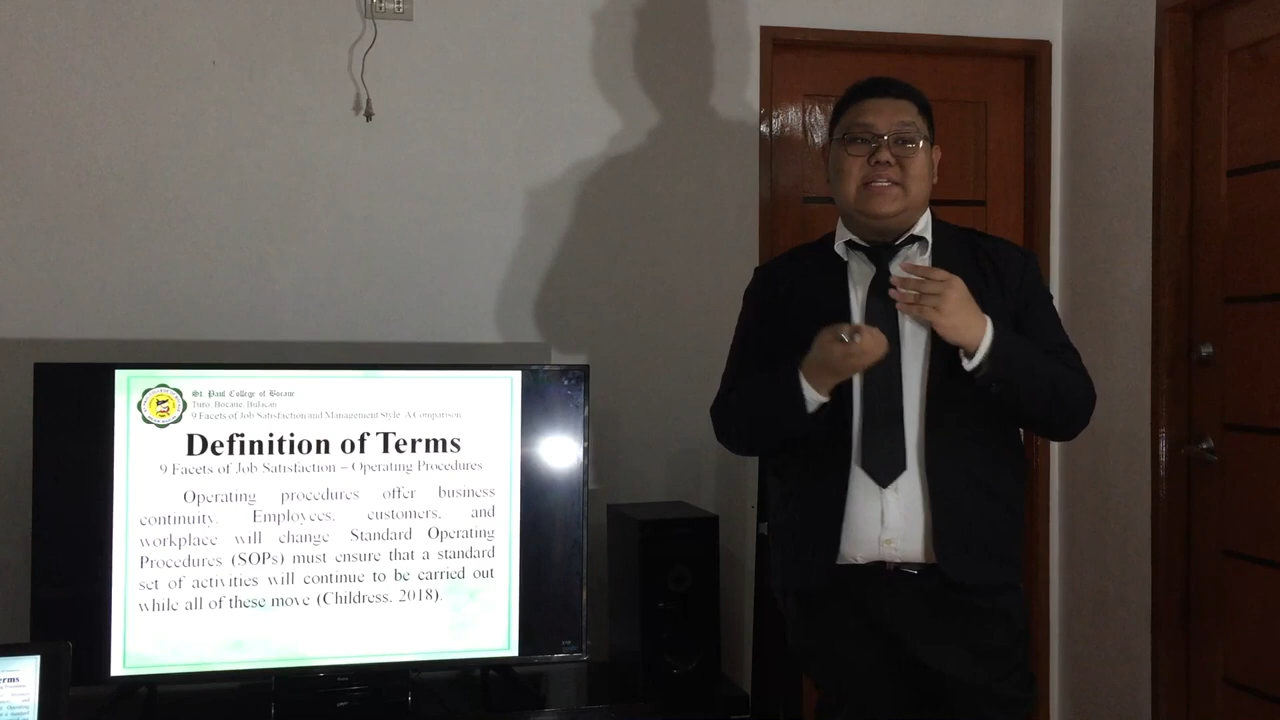 St. Paul College of Bocaue
Turo, Bocaue, Bulacan
9 Facets of Job Satisfaction and Management Style: A Comparison
Definition of Terms
9 Facets of Job Satisfaction – Operating Procedures
Operating procedures offer business
continuity. Employees, customers, and
workplace will change Standard Operating
Procedures (SOPs) must ensure that a standard
set of activities will continue to be carried out
while all of these move (Childress, 2018).
erms